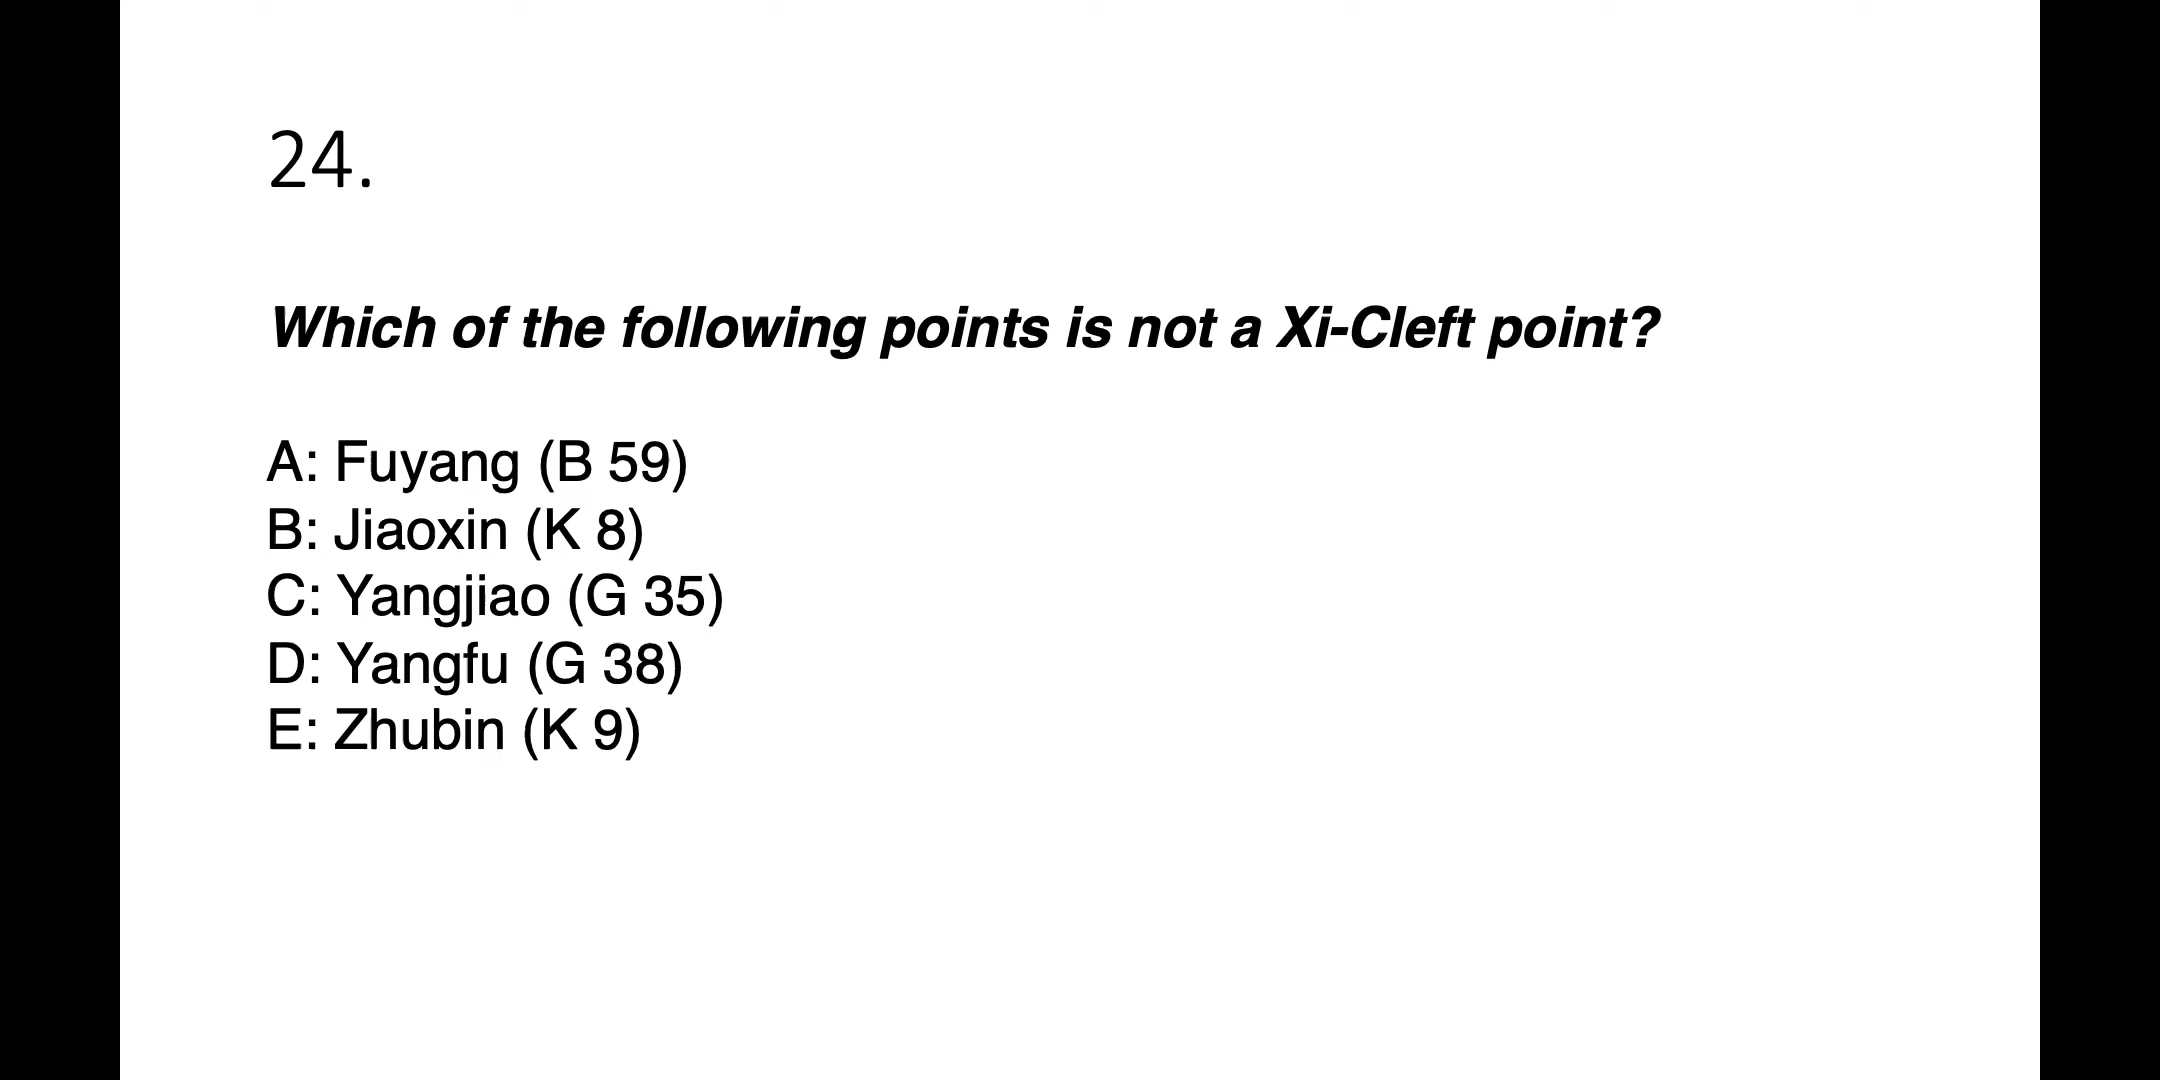 24.
Which of the following points is not a Xi-Cleft point?
A: Fuyang (B 59)
B: Jiaoxin (K 8)
C: Yangjiao (G 35)
D: Yangfu (G 38)
E: Zhubin (K 9)